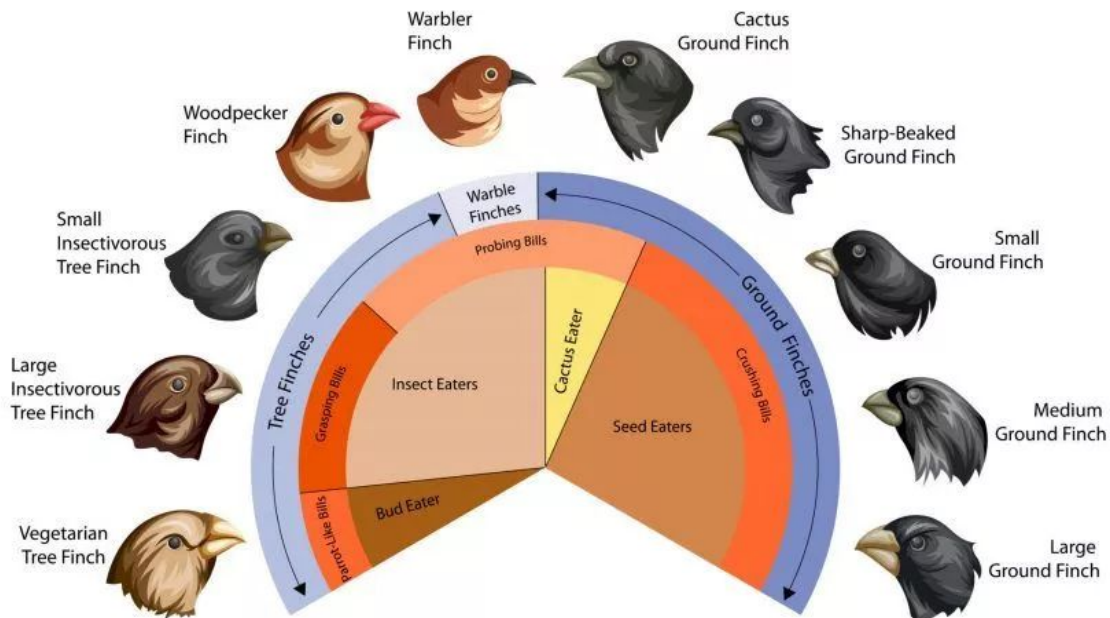 Warbler
Finch
Cactus
Ground Finch
Woodpecker
Finch
Sharp-Beaked
Ground Finch
Small
Insectivorous
Tree Finch
Small
Ground Finch
Large
Insectivorous
Tree Finch
Medium
Ground Finch
Vegetarian
Tree Finch
Large
Ground Finch
Tree Finches
Warble
Finches
Ground Finches
Probing Bills
Grasping Bills
Parrot-Like Bills
Crushing Bills
Insect Eaters
Cactus Eater
Seed Eaters
Bud Eater